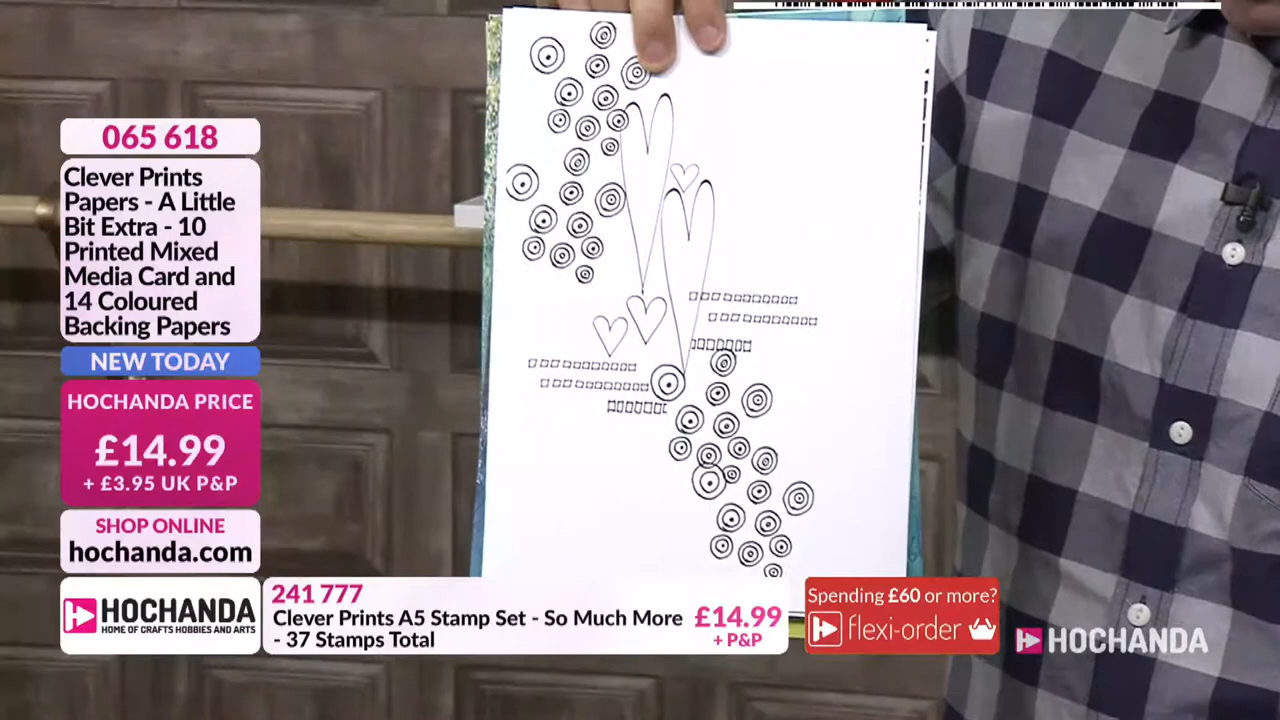 065 618
Clever Prints
Papers - A Little
Bit Extra - 10
Printed Mixed
Media Card and
14 Coloured
Backing Papers
NEW TODAY
HOCHANDA PRICE
£14.99
+ £3.95 UK P&P
SHOP ONLINE
hochanda.com
HOCHANDA
HOME OF CRAFTS HOBBIES AND ARTS
241 777
Clever Prints A5 Stamp Set - So Much More
- 37 Stamps Total
£14.99
+ P&P
Spending £60 or more?
flexi-order
HOCHANDA